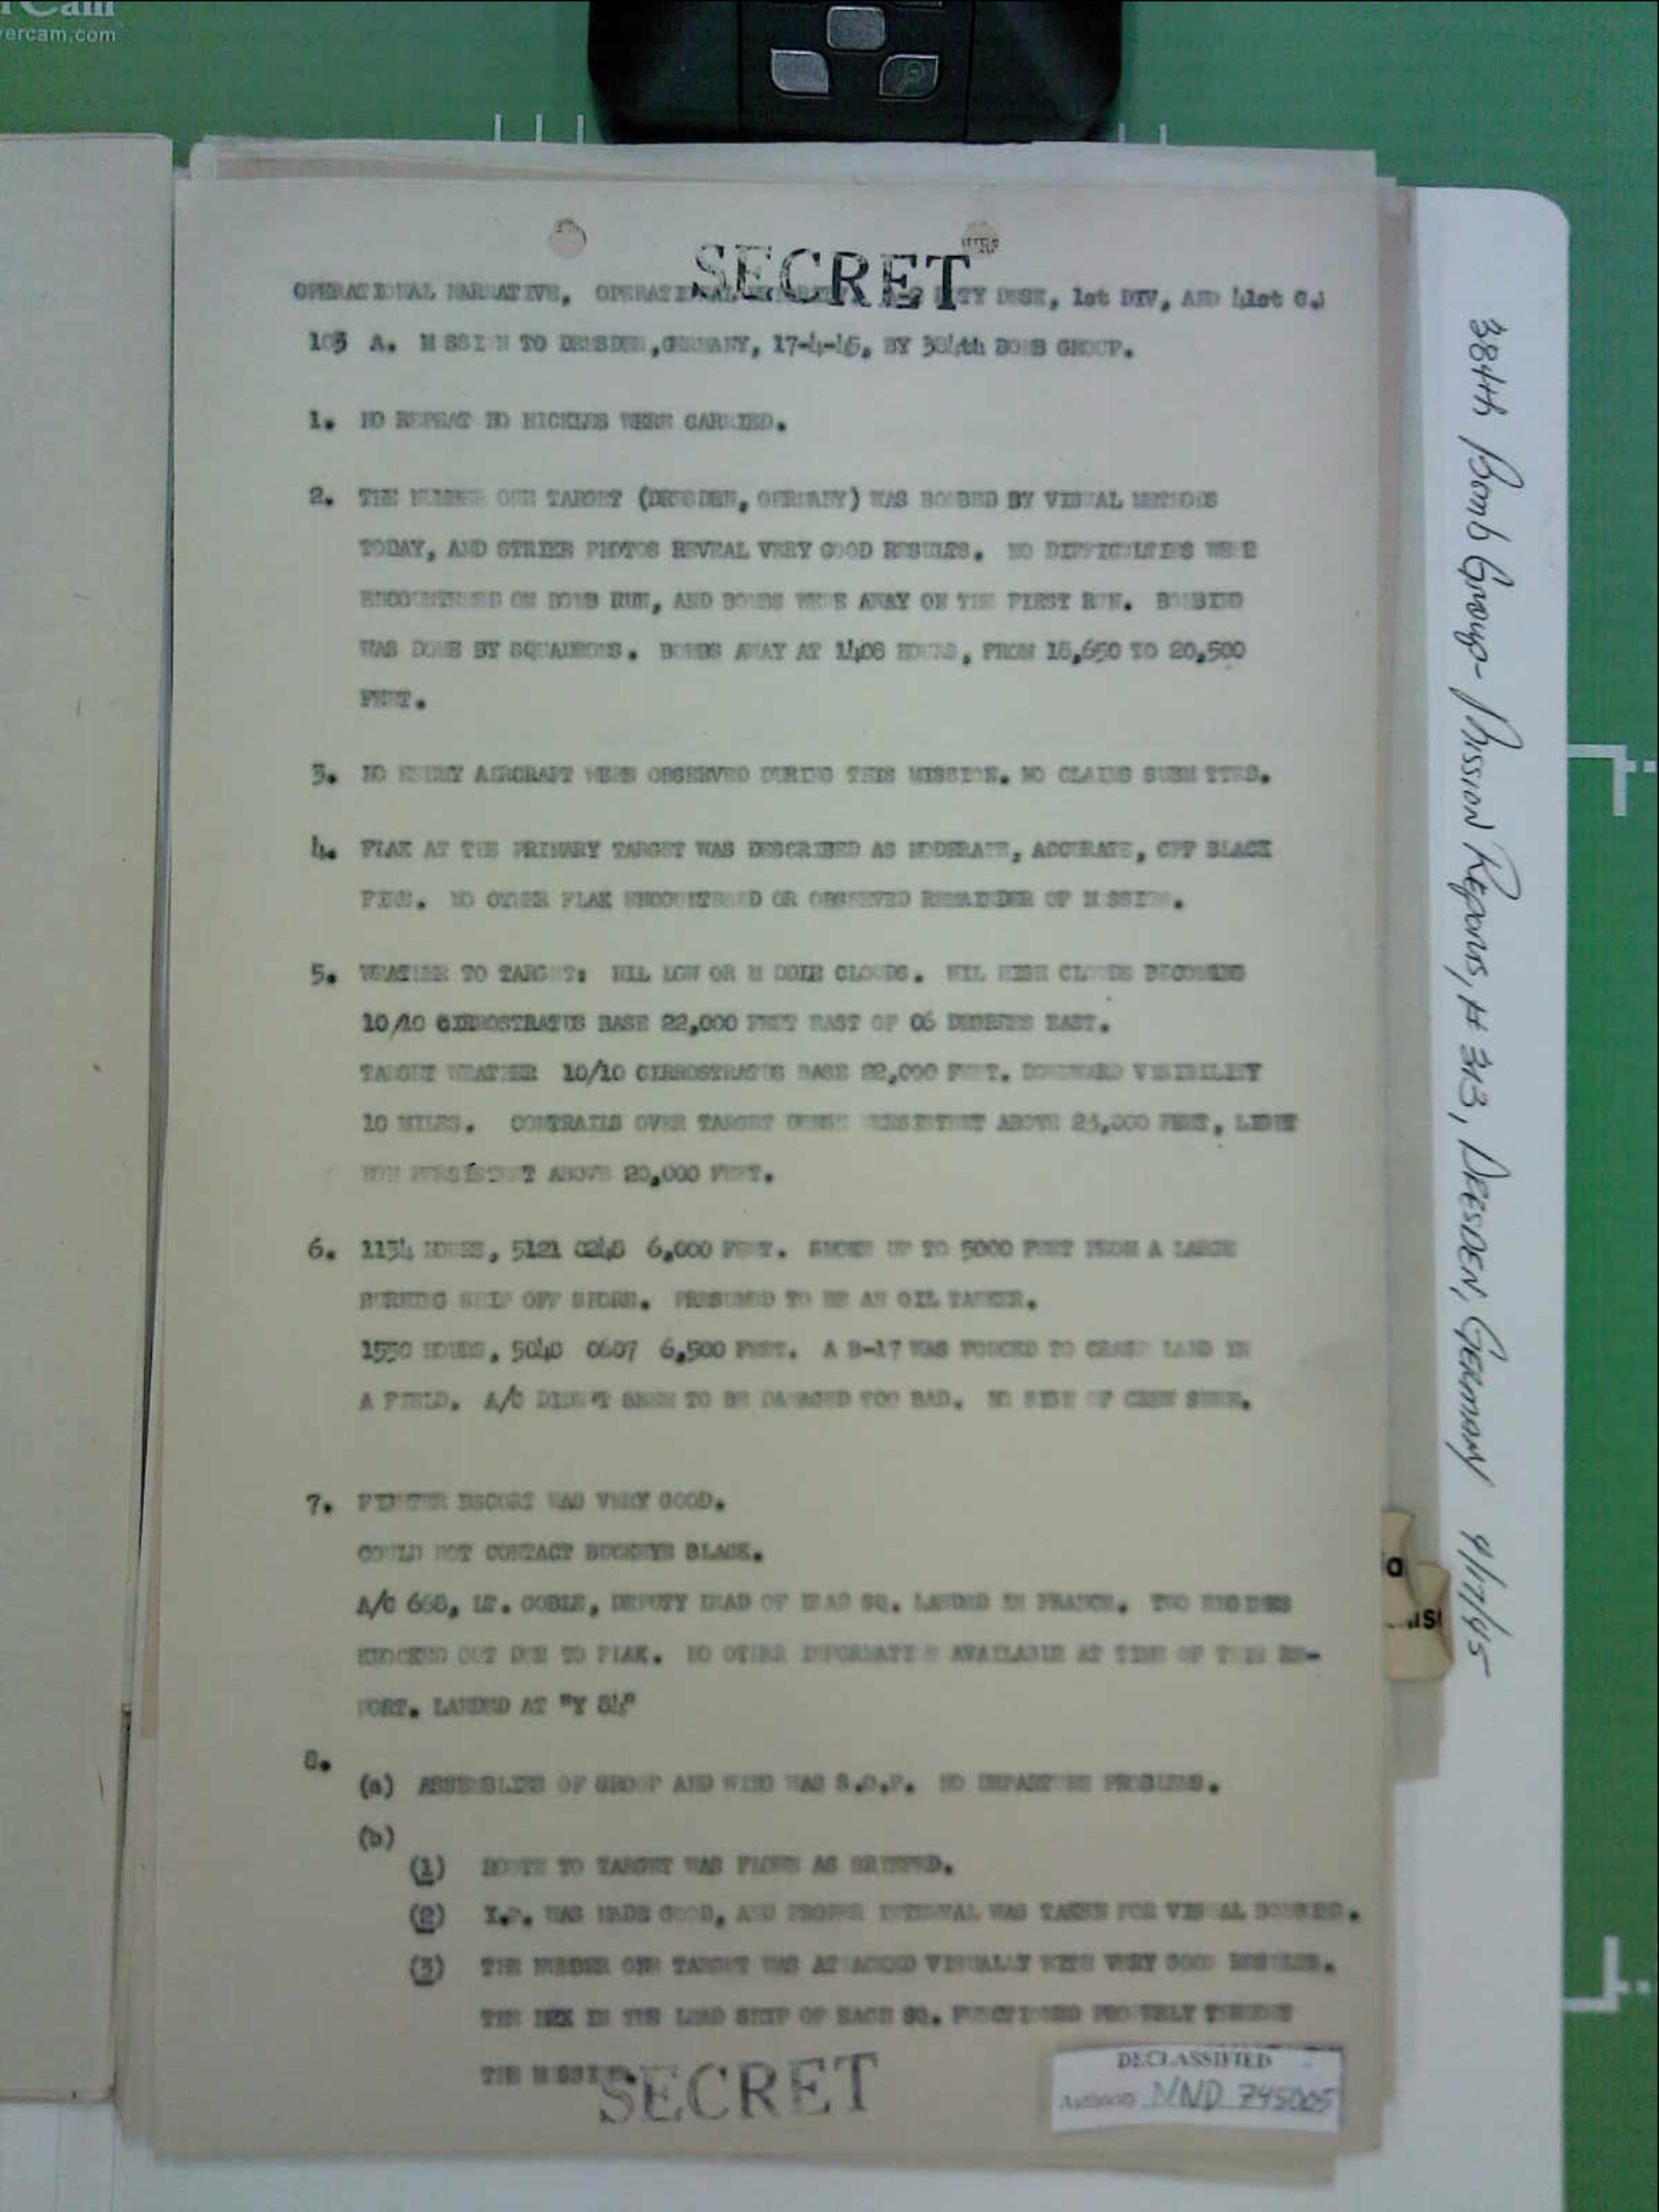 ercam.com
SECRET
OPERATIONAL NARRATIVE, DUTY DESK, 1st DIV, AND 41st C.
103 A. MISSION TO DRESDEN, GERMANY, 17-4-45, BY 384th BOMB GROUP.
1. NO REPEAT NO NICKLES WERE CARRIED.
2. THE NUMBER ONE TARGET (DRESDEN, GERMANY) WAS BOMBED BY VISUAL METHODS
TODAY, AND STRIKE PHOTOS REVEAL VERY GOOD RESULTS. NO DIFFICULTIES WERE
ENCOUNTERED ON BOMB RUN, AND BOMBS WERE AWAY ON THE FIRST RUN. BOMBING
WAS DONE BY SQUADRONS. BOMBS AWAY AT 1408 HOURS, FROM 18,650 TO 20,500
FEET.
3. NO ENEMY AIRCRAFT WERE OBSERVED DURING THIS MISSION. NO CLAIMS SUBMITTED.
4. FLAK AT THE PRIMARY TARGET WAS DESCRIBED AS MODERATE, ACCURATE, CFF BLACK
NO OTHER FLAK ENCOUNTERED OR OBSERVED REMAINDER OF MISSION.
5. WEATHER TO TARGET: NIL LOW OR MIDDLE CLOUDS. NIL HIGH CLOUDS BECOMING
10/10 CIRROSTRATUS BASE 22,000 FEET EAST OF 06 DEGREES EAST.
TARGET WEATHER 10/10 CIRROSTRATUS BASE 22,000 FEET. DOWNWARD VISIBILITY
10 MILES. CONTRAILS OVER TARGET DENSE PERSISTENT ABOVE 23,000 FEET, LIGHT
NON PERSISTENT ABOVE 20,000 FEET.
6. 1134 HOURS, 5121 0248 6,000 FEET. SMOKE UP TO 5000 FEET FROM A LARGE
BURNING SHIP OFF SHORE. PRESUMED TO BE AN OIL TANKER.
1550 HOURS, 5040 0607 6,500 FEET. A B-17 WAS FORCED TO CRASH LAND IN
A FIELD. A/C DIDN'T SEEM TO BE DAMAGED TOO BAD. NO SIGN OF CREW SEEN.
7. FIGHTER ESCORT WAS VERY GOOD.
COULD NOT CONTACT BUCKEYE BLACK.
A/C 668, LT. GOBLE, DEPUTY LEAD OF LEAD SQ. LANDED IN FRANCE. TWO ENGINES
KNOCKED OUT DUE TO FLAK. NO OTHER INFORMATION AVAILABLE AT TIME OF THIS RE-
PORT. LANDED AT "Y 84"
8.
(a) ASSEMBLIES OF GROUP AND WING WAS S.O.P. NO DEPARTURE PROBLEMS.
(b)
(1) ROUTE TO TARGET WAS FLOWN AS BRIEFED.
(2) I.P. WAS MADE GOOD, AND PROPER INTERVAL WAS TAKEN FOR VISUAL BOMBING.
(3) THE NUMBER ONE TARGET WAS ATTACKED VISUALLY WITH VERY GOOD RESULTS.
THE IN THE LEAD SHIP OF EACH SQ. FUNCTIONED PROPERLY
THE MISSION.
SECRET
DECLASSIFIED
Authority NND 745005
384th Bomb Group - Mission Reports, # 313, Dresden, Germany 4/17/45